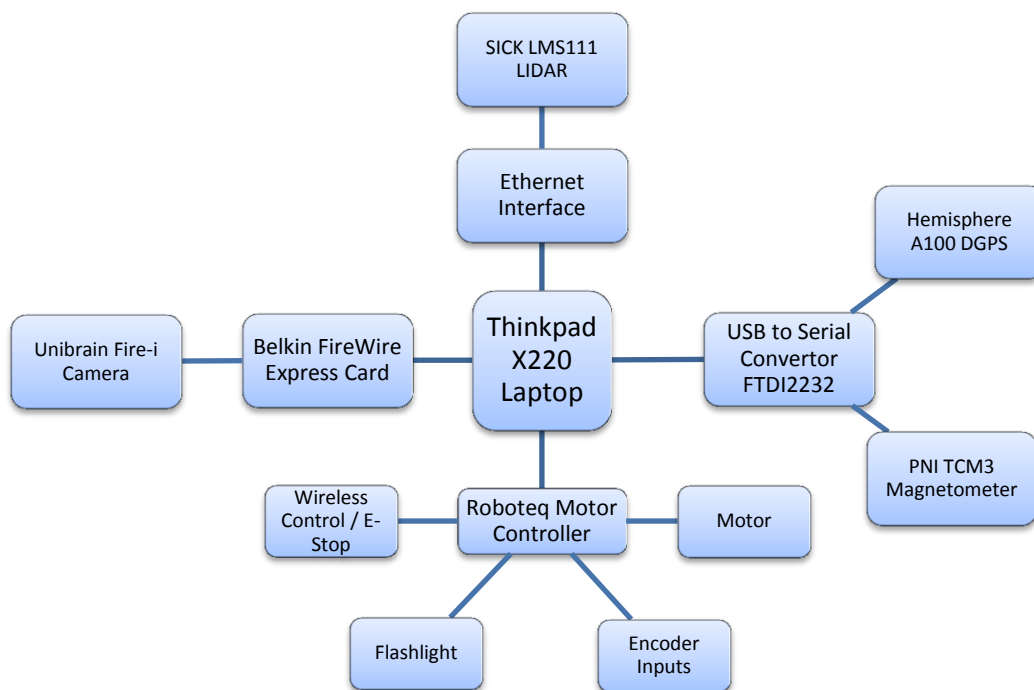 SICK LMS111
LIDAR
Ethernet
Interface
Hemisphere
A100 DGPS
Unibrain Fire-i
Camera
Belkin FireWire
Express Card
Thinkpad
X220
Laptop
USB to Serial
Convertor
FTDI2232
PNI TCM3
Magnetometer
Wireless
Control / E-
Stop
Roboteq Motor
Controller
Motor
Flashlight
Encoder
Inputs